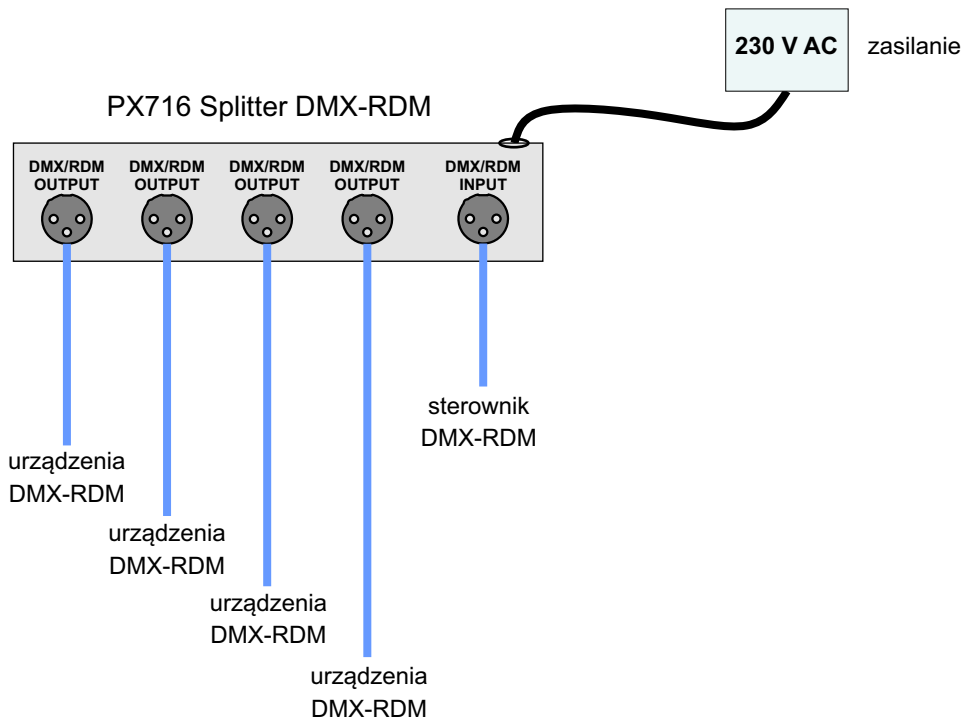 230 V AC
zasilanie
PX716 Splitter DMX-RDM
DMX/RDM
OUTPUT
DMX/RDM
OUTPUT
DMX/RDM
OUTPUT
DMX/RDM
OUTPUT
DMX/RDM
INPUT
sterownik
DMX-RDM
urządzenia
DMX-RDM
urządzenia
DMX-RDM
urządzenia
DMX-RDM
urządzenia
DMX-RDM